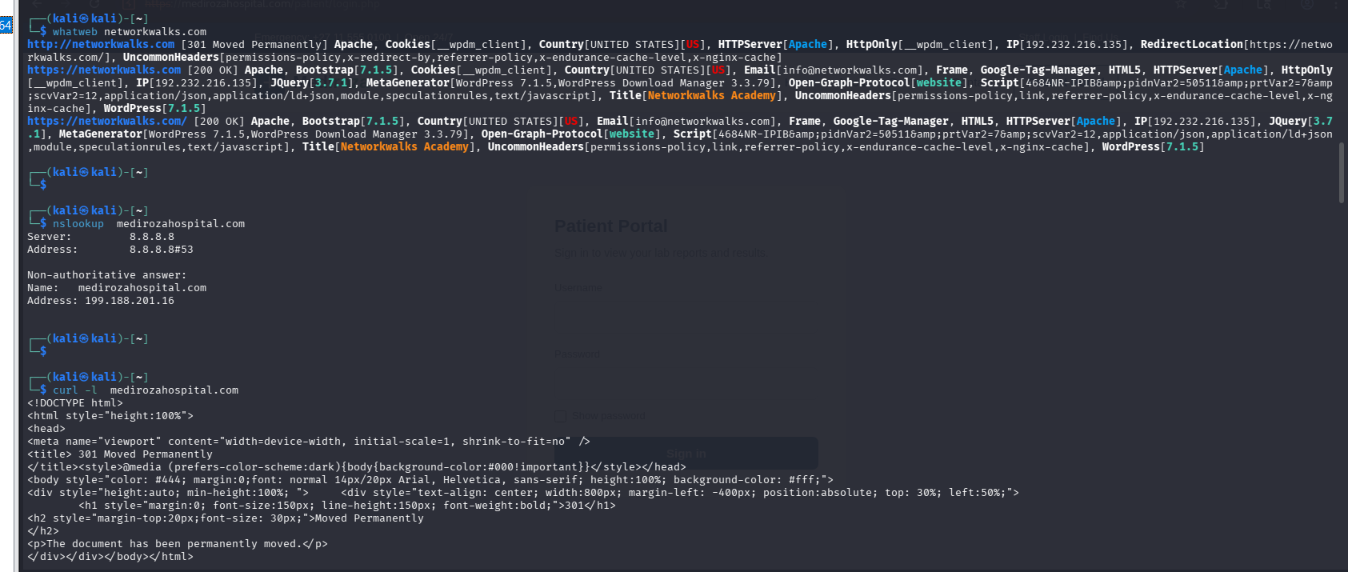 64
┌──(kali㉿kali)-[~]
└─$ whatweb networkwalks.com
http://networkwalks.com [301 Moved Permanently] Apache, Cookies[__wpdm_client], Country[UNITED STATES][US], HTTPServer[Apache], HttpOnly[__wpdm_client], IP[192.232.216.135], RedirectLocation[https://netwo
rkwalks.com/], UncommonHeaders[permissions-policy,x-redirect-by,referrer-policy,x-endurance-cache-level,x-nginx-cache]
https://networkwalks.com [200 OK] Apache, Bootstrap[7.1.5], Cookies[__wpdm_client], Country[UNITED STATES][US], Email[info@networkwalks.com], Frame, Google-Tag-Manager, HTML5, HTTPServer[Apache], HttpOnly
[__wpdm_client], IP[192.232.216.135], JQuery[3.7.1], MetaGenerator[WordPress 7.1.5,WordPress Download Manager 3.3.79], Open-Graph-Protocol[website], Script[4684NR-IPIB&amp;pidnVar2=50511&amp;prtVar2=7&amp
;scvVar2=12,application/json,application/ld+json,module,speculationrules,text/javascript], Title[Networkwalks Academy], UncommonHeaders[permissions-policy,link,referrer-policy,x-endurance-cache-level,x-ng
inx-cache], WordPress[7.1.5]
https://networkwalks.com/ [200 OK] Apache, Bootstrap[7.1.5], Country[UNITED STATES][US], Email[info@networkwalks.com], Frame, Google-Tag-Manager, HTML5, HTTPServer[Apache], IP[192.232.216.135], JQuery[3.7
.1], MetaGenerator[WordPress 7.1.5,WordPress Download Manager 3.3.79], Open-Graph-Protocol[website], Script[4684NR-IPIB&amp;pidnVar2=50511&amp;prtVar2=7&amp;scvVar2=12,application/json,application/ld+json
,module,speculationrules,text/javascript], Title[Networkwalks Academy], UncommonHeaders[permissions-policy,link,referrer-policy,x-endurance-cache-level,x-nginx-cache], WordPress[7.1.5]
┌──(kali㉿kali)-[~]
└─$
┌──(kali㉿kali)-[~]
└─$ nslookup  medirozahospital.com
Server:         8.8.8.8
Address:        8.8.8.8#53
Non-authoritative answer:
Name:   medirozahospital.com
Address: 199.188.201.16
┌──(kali㉿kali)-[~]
└─$
┌──(kali㉿kali)-[~]
└─$ curl -l  medirozahospital.com
<!DOCTYPE html>
<html style="height:100%">
<head>
<meta name="viewport" content="width=device-width, initial-scale=1, shrink-to-fit=no" />
<title> 301 Moved Permanently
</title><style>@media (prefers-color-scheme:dark){body{background-color:#000!important}}</style></head>
<body style="color: #444; margin:0;font: normal 14px/20px Arial, Helvetica, sans-serif; height:100%; background-color: #fff;">
<div style="height:auto; min-height:100%; ">     <div style="text-align: center; width:800px; margin-left: -400px; position:absolute; top: 30%; left:50%;">
        <h1 style="margin:0; font-size:150px; line-height:150px; font-weight:bold;">301</h1>
<h2 style="margin-top:20px;font-size: 30px;">Moved Permanently
</h2>
<p>The document has been permanently moved.</p>
</div></div></body></html>
Patient Portal
Sign in